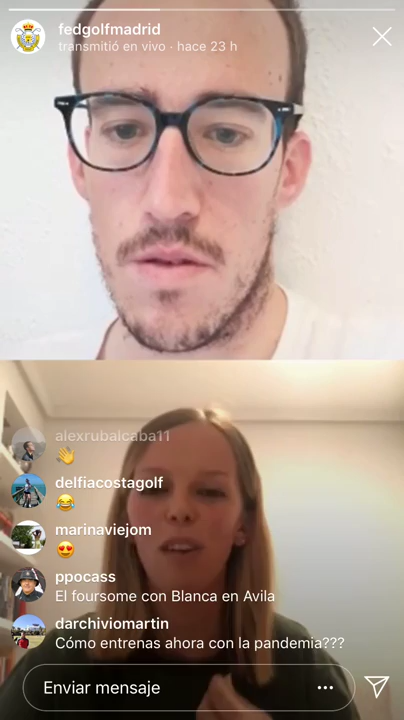 fedgolfmadrid
transmitió en vivo · hace 23 h
alexrubalcaba11
👋
delfiacostagolf
😂
marinaviejom
😍
ppocass
El foursome con Blanca en Avila
darchiviomartin
Cómo entrenas ahora con la pandemia???
Enviar mensaje